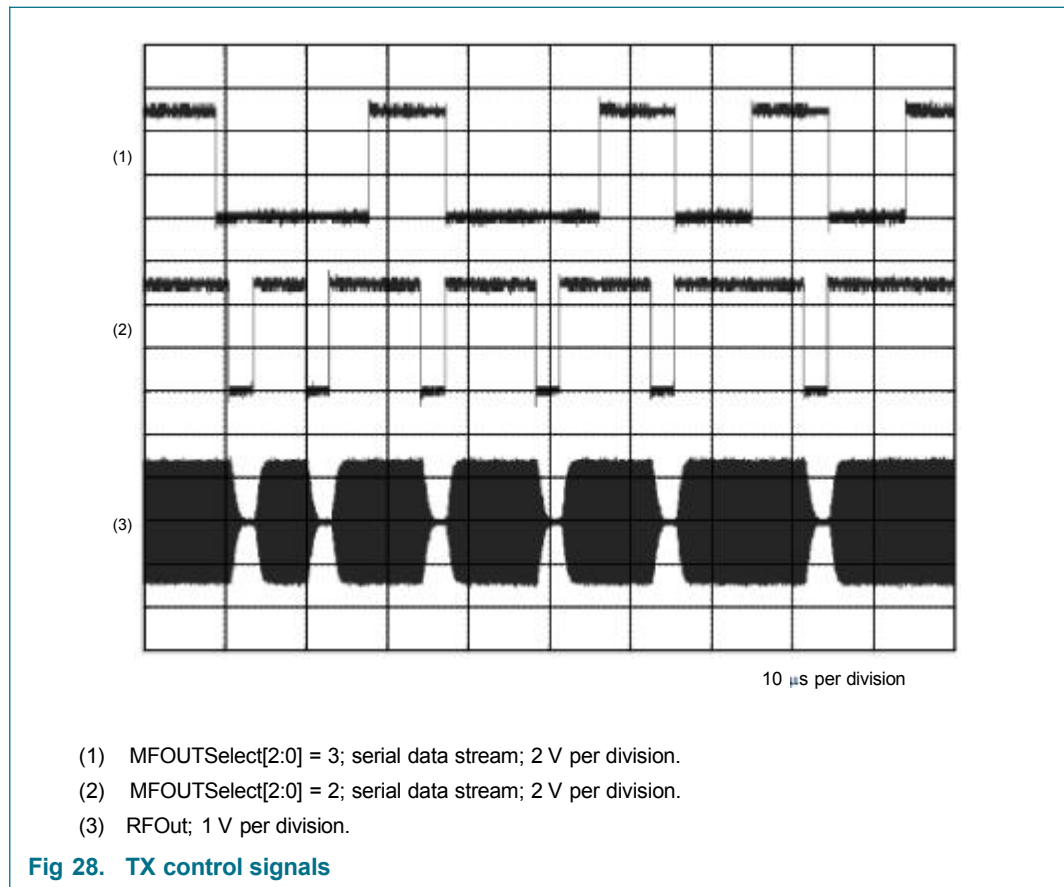 (1)
(2)
(3)
10 µs per division
(1) MFOUTSelect[2:0] = 3; serial data stream; 2 V per division.
(2) MFOUTSelect[2:0] = 2; serial data stream; 2 V per division.
(3) RFOut; 1 V per division.
Fig 28. TX control signals